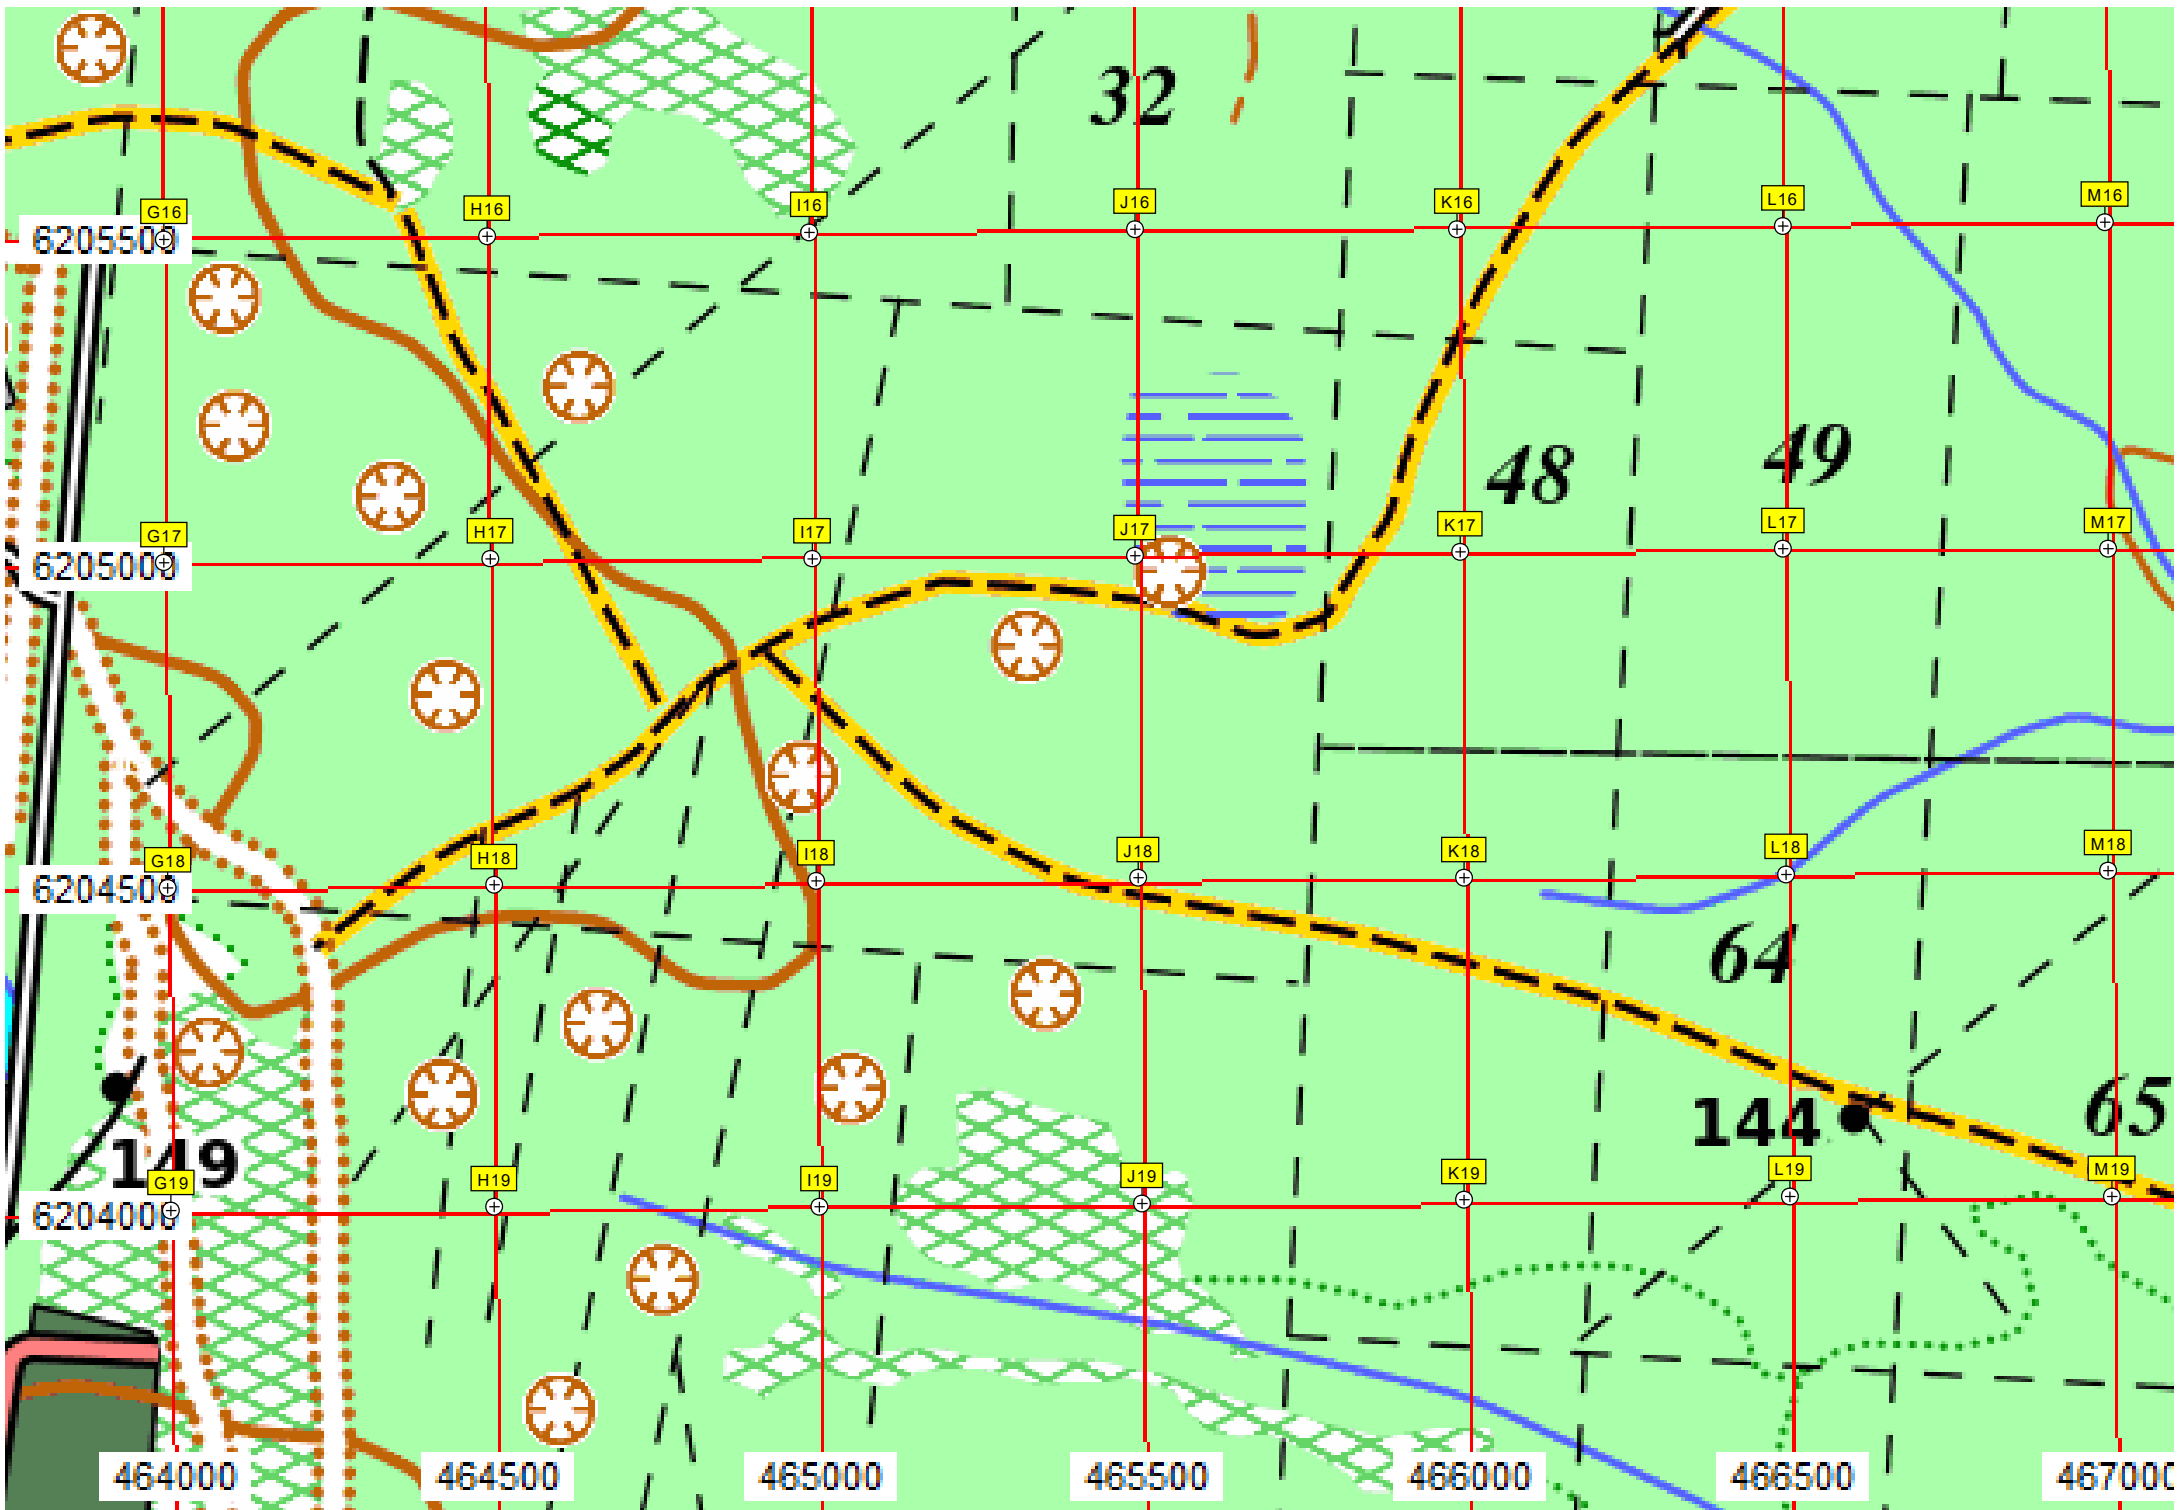 32
G16 H16 I16 J16 K16 L16 M16
6205500
48 49
G17 H17 I17 J17 K17 L17 M17
6205000
G18 H18 I18 J18 K18 L18 M18
6204500
64
144 65
149
G19 H19 I19 J19 K19 L19 M19
6204000
464000 464500 465000 465500 466000 466500 467000